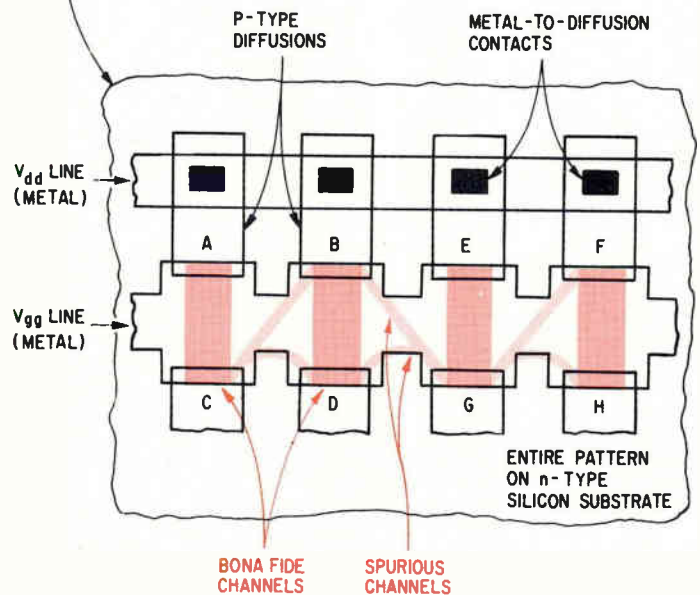 P-TYPE
DIFFUSIONS
METAL-TO-DIFFUSION
CONTACTS
Vdd LINE
(METAL)
A B E F
Vgg LINE
(METAL)
C D G H
ENTIRE PATTERN
ON n-TYPE
SILICON SUBSTRATE
BONA FIDE
CHANNELS
SPURIOUS
CHANNELS